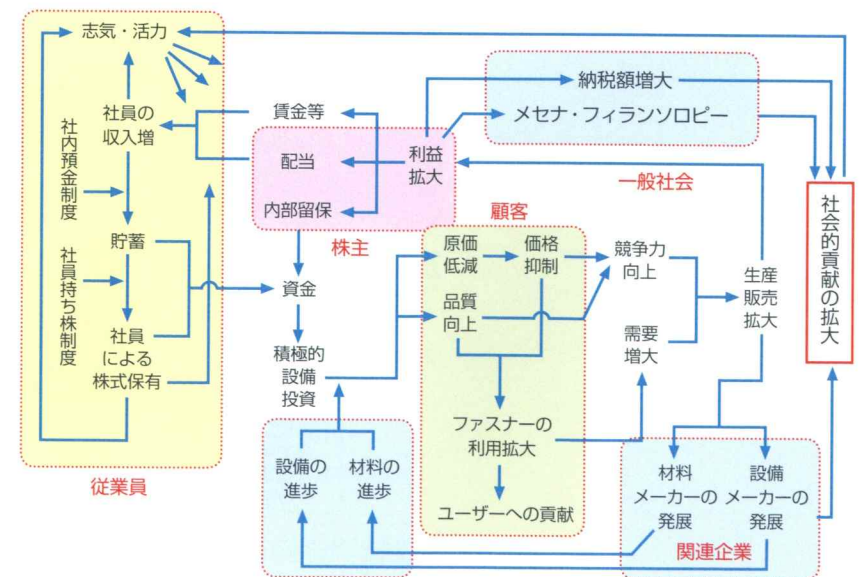 志気・活力
社員の
収入増
社内預金制度
貯蓄
社員持ち株制度
社員
による
株式保有
従業員
賃金等
配当
内部留保
利益
拡大
株主
資金
積極的
設備
投資
設備の
進歩
材料の
進歩
納税額増大
メセナ・フィランソロピー
一般社会
顧客
原価
低減
価格
抑制
品質
向上
ファスナーの
利用拡大
ユーザーへの貢献
競争力
向上
需要
増大
生産
販売
拡大
社会的貢献の拡大
材料
メーカーの
発展
設備
メーカーの
発展
関連企業